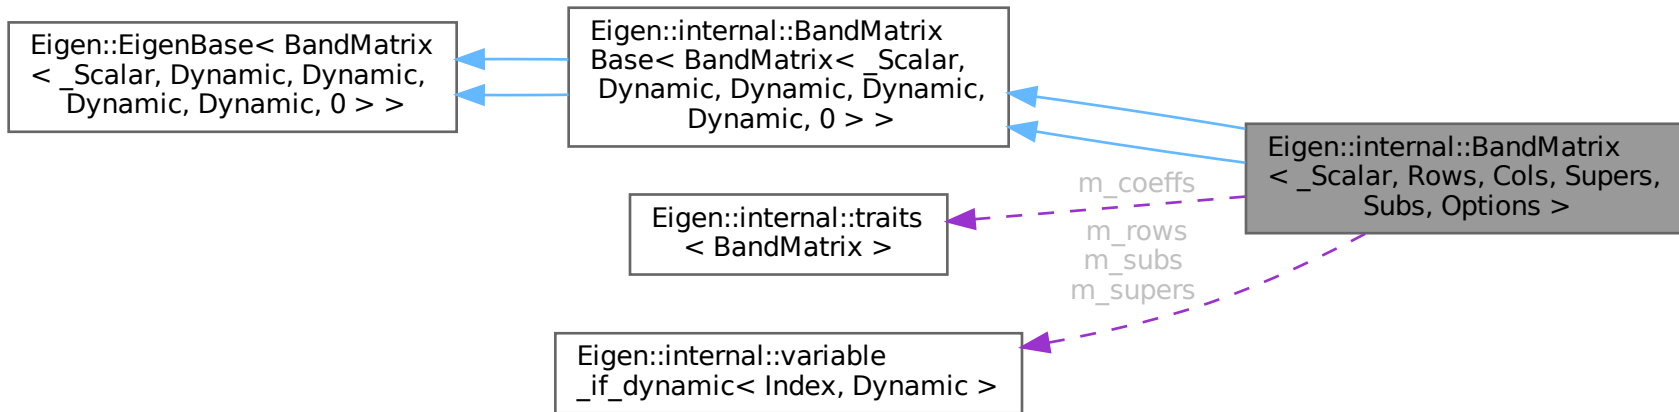 Eigen::EigenBase< BandMatrix
< _Scalar, Dynamic, Dynamic,
Dynamic, Dynamic, 0 > >
Eigen::internal::BandMatrix
Base< BandMatrix< _Scalar,
Dynamic, Dynamic, Dynamic,
Dynamic, 0 > >
Eigen::internal::BandMatrix
< _Scalar, Rows, Cols, Supers,
Subs, Options >
m_coeffs
Eigen::internal::traits
< BandMatrix >
m_rows
m_subs
m_supers
Eigen::internal::variable
_if_dynamic< Index, Dynamic >